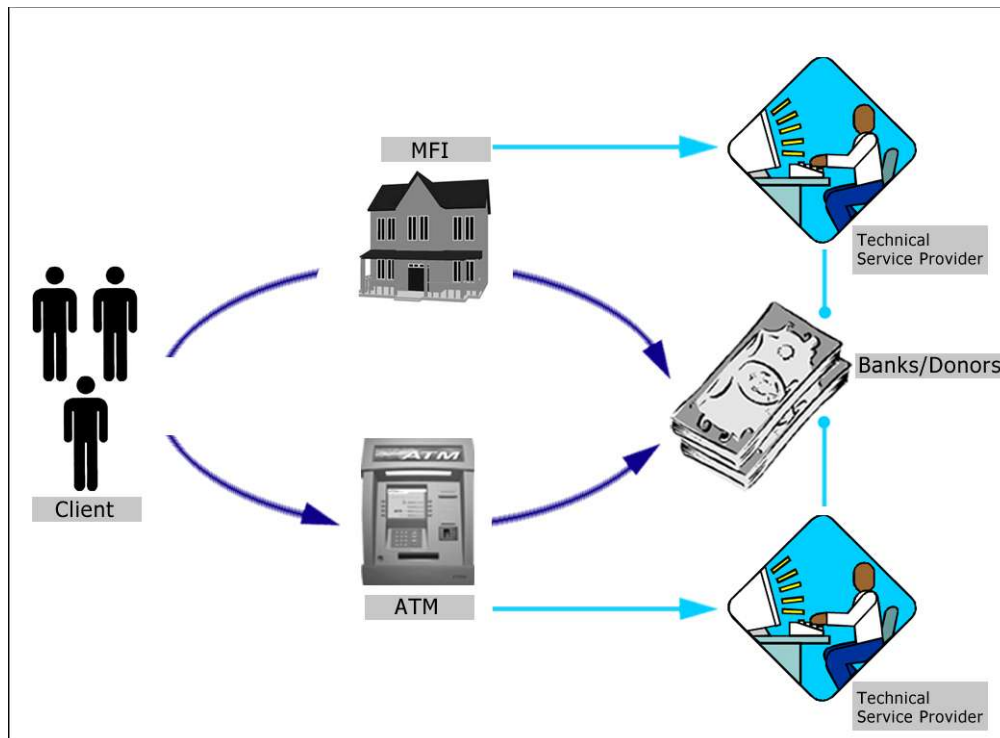 MFI
Technical
Service Provider
Banks/Donors
Client
ATM
ATM
Technical
Service Provider